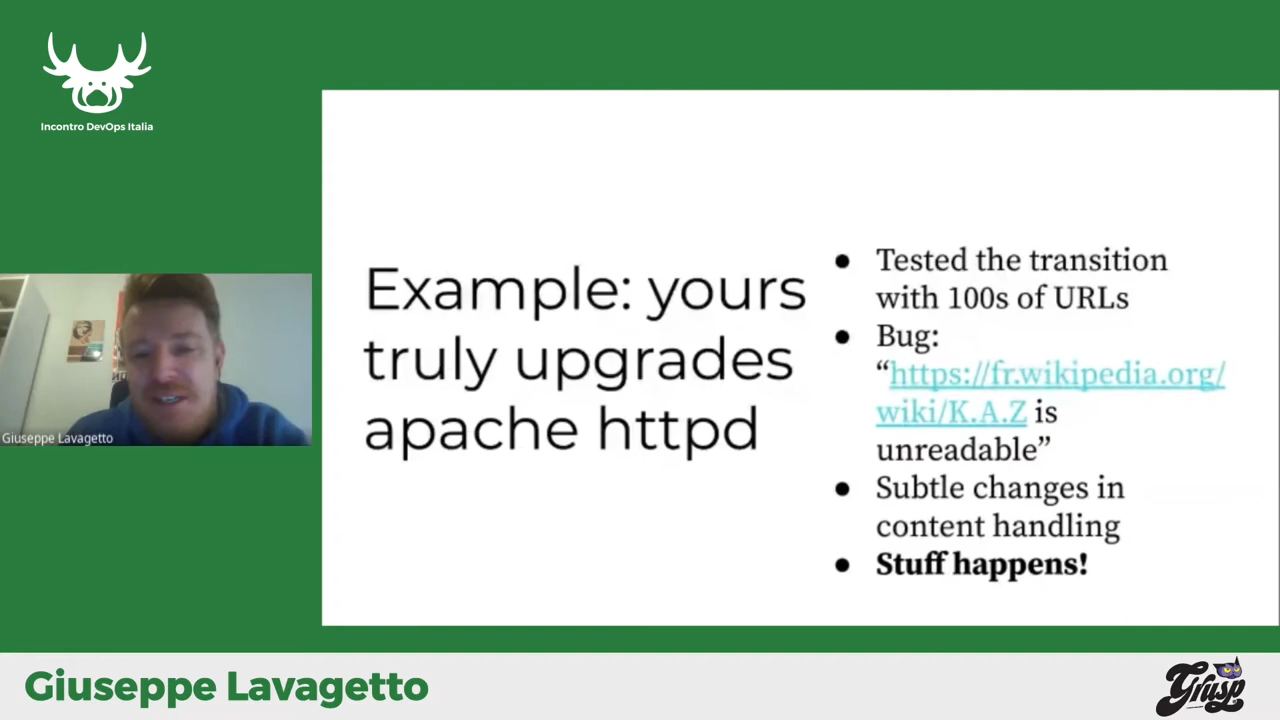 Incontro DevOps Italia
Example: yours
truly upgrades
apache httpd
● Tested the transition
with 100s of URLs
● Bug:
“https://fr.wikipedia.org/
wiki/K.A.Z is
unreadable”
● Subtle changes in
content handling
● Stuff happens!
Giuseppe Lavagetto
Giuseppe Lavagetto
Grusp